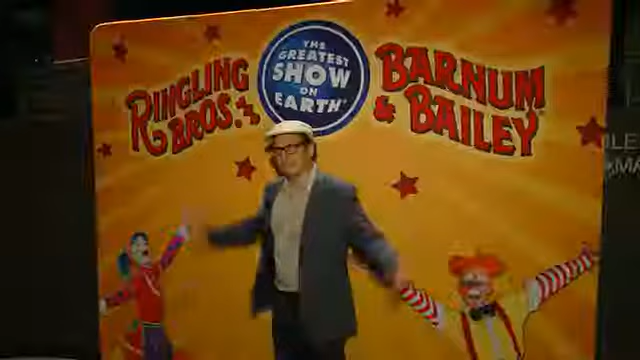 RINGLING
BROS. &
THE
GREATEST
SHOW
ON
EARTH
BARNUM
& BAILEY